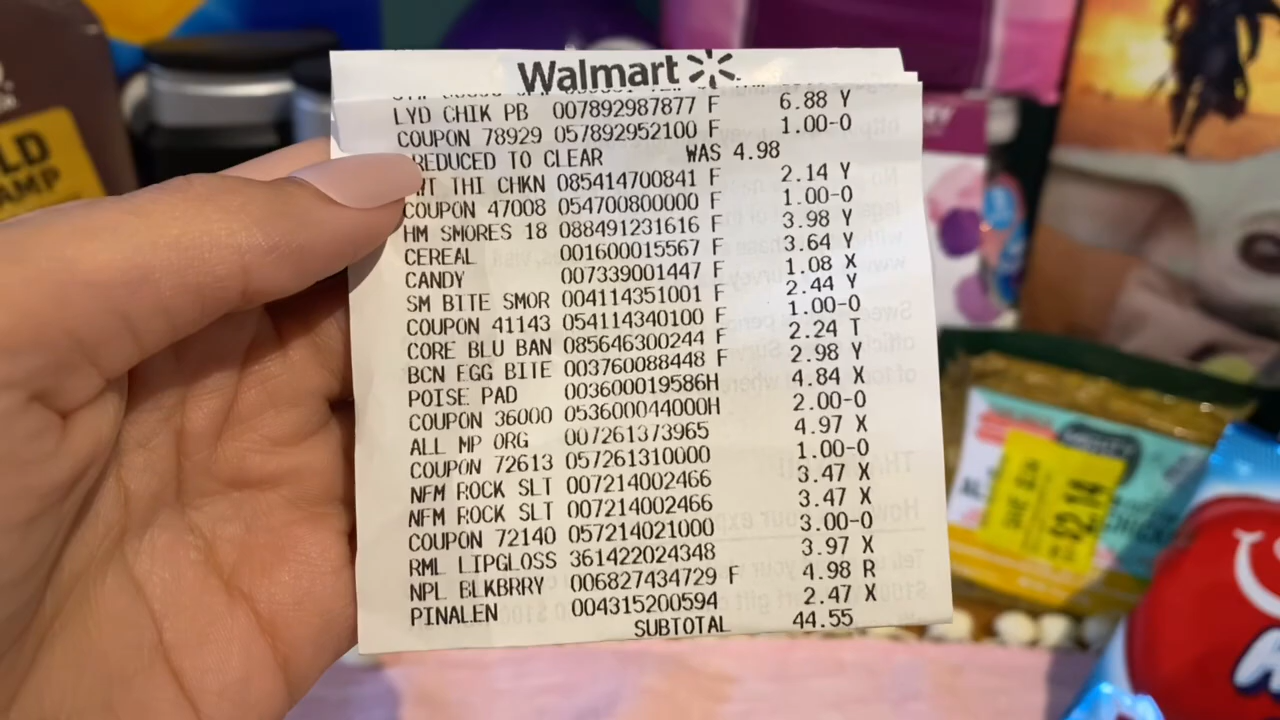 Walmart
LYD CHIK PB 007892987877 F 6.88 Y
COUPON 78929 057892952100 F 1.00-0
REDUCED TO CLEAR WAS 4.98
THI CHKN 085414700841 F 2.14 Y
COUPON 47008 054700800000 F 1.00-0
HM SMORES 18 088491231616 F 3.98 Y
CEREAL 001600015567 F 3.64 Y
CANDY 007339001447 F 1.08 X
SM BITE SMOR 004114351001 F 2.44 Y
COUPON 41143 054114340100 F 1.00-0
CORE BLU BAN 085646300244 F 2.24 T
BCN EGG BITE 003760088448 F 2.98 Y
POISE PAD 003600019586H 4.84 X
COUPON 36000 053600044000H 2.00-0
ALL MP ORG 007261373965 4.97 X
COUPON 72613 057261310000 1.00-0
NFM ROCK SLT 007214002466 3.47 X
NFM ROCK SLT 007214002466 3.47 X
COUPON 72140 057214021000 3.00-0
RML LIPGLOSS 361422024348 3.97 X
NPL BLKBRRY 006827434729 F 4.98 R
PINALEN 004315200594 2.47 X
SUBTOTAL 44.55
$2.14